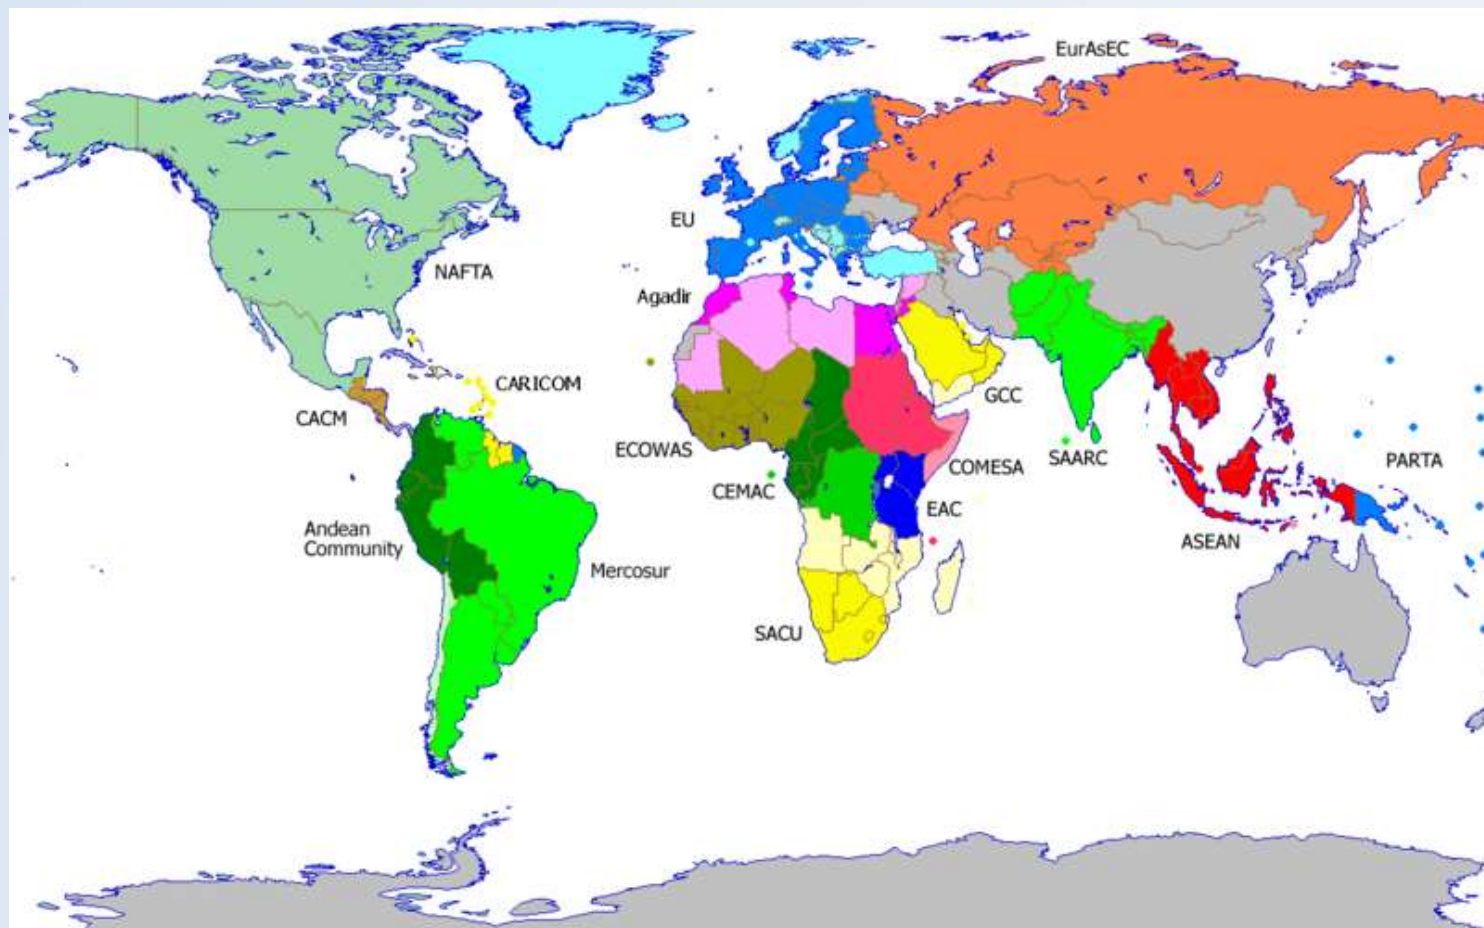 EurAsEC
EU
NAFTA
Agadir
CARICOM
GCC
CACM
ECOWAS
COMESA
SAARC
PARTA
CEMAC
EAC
Andean
Community
ASEAN
Mercosur
SACU